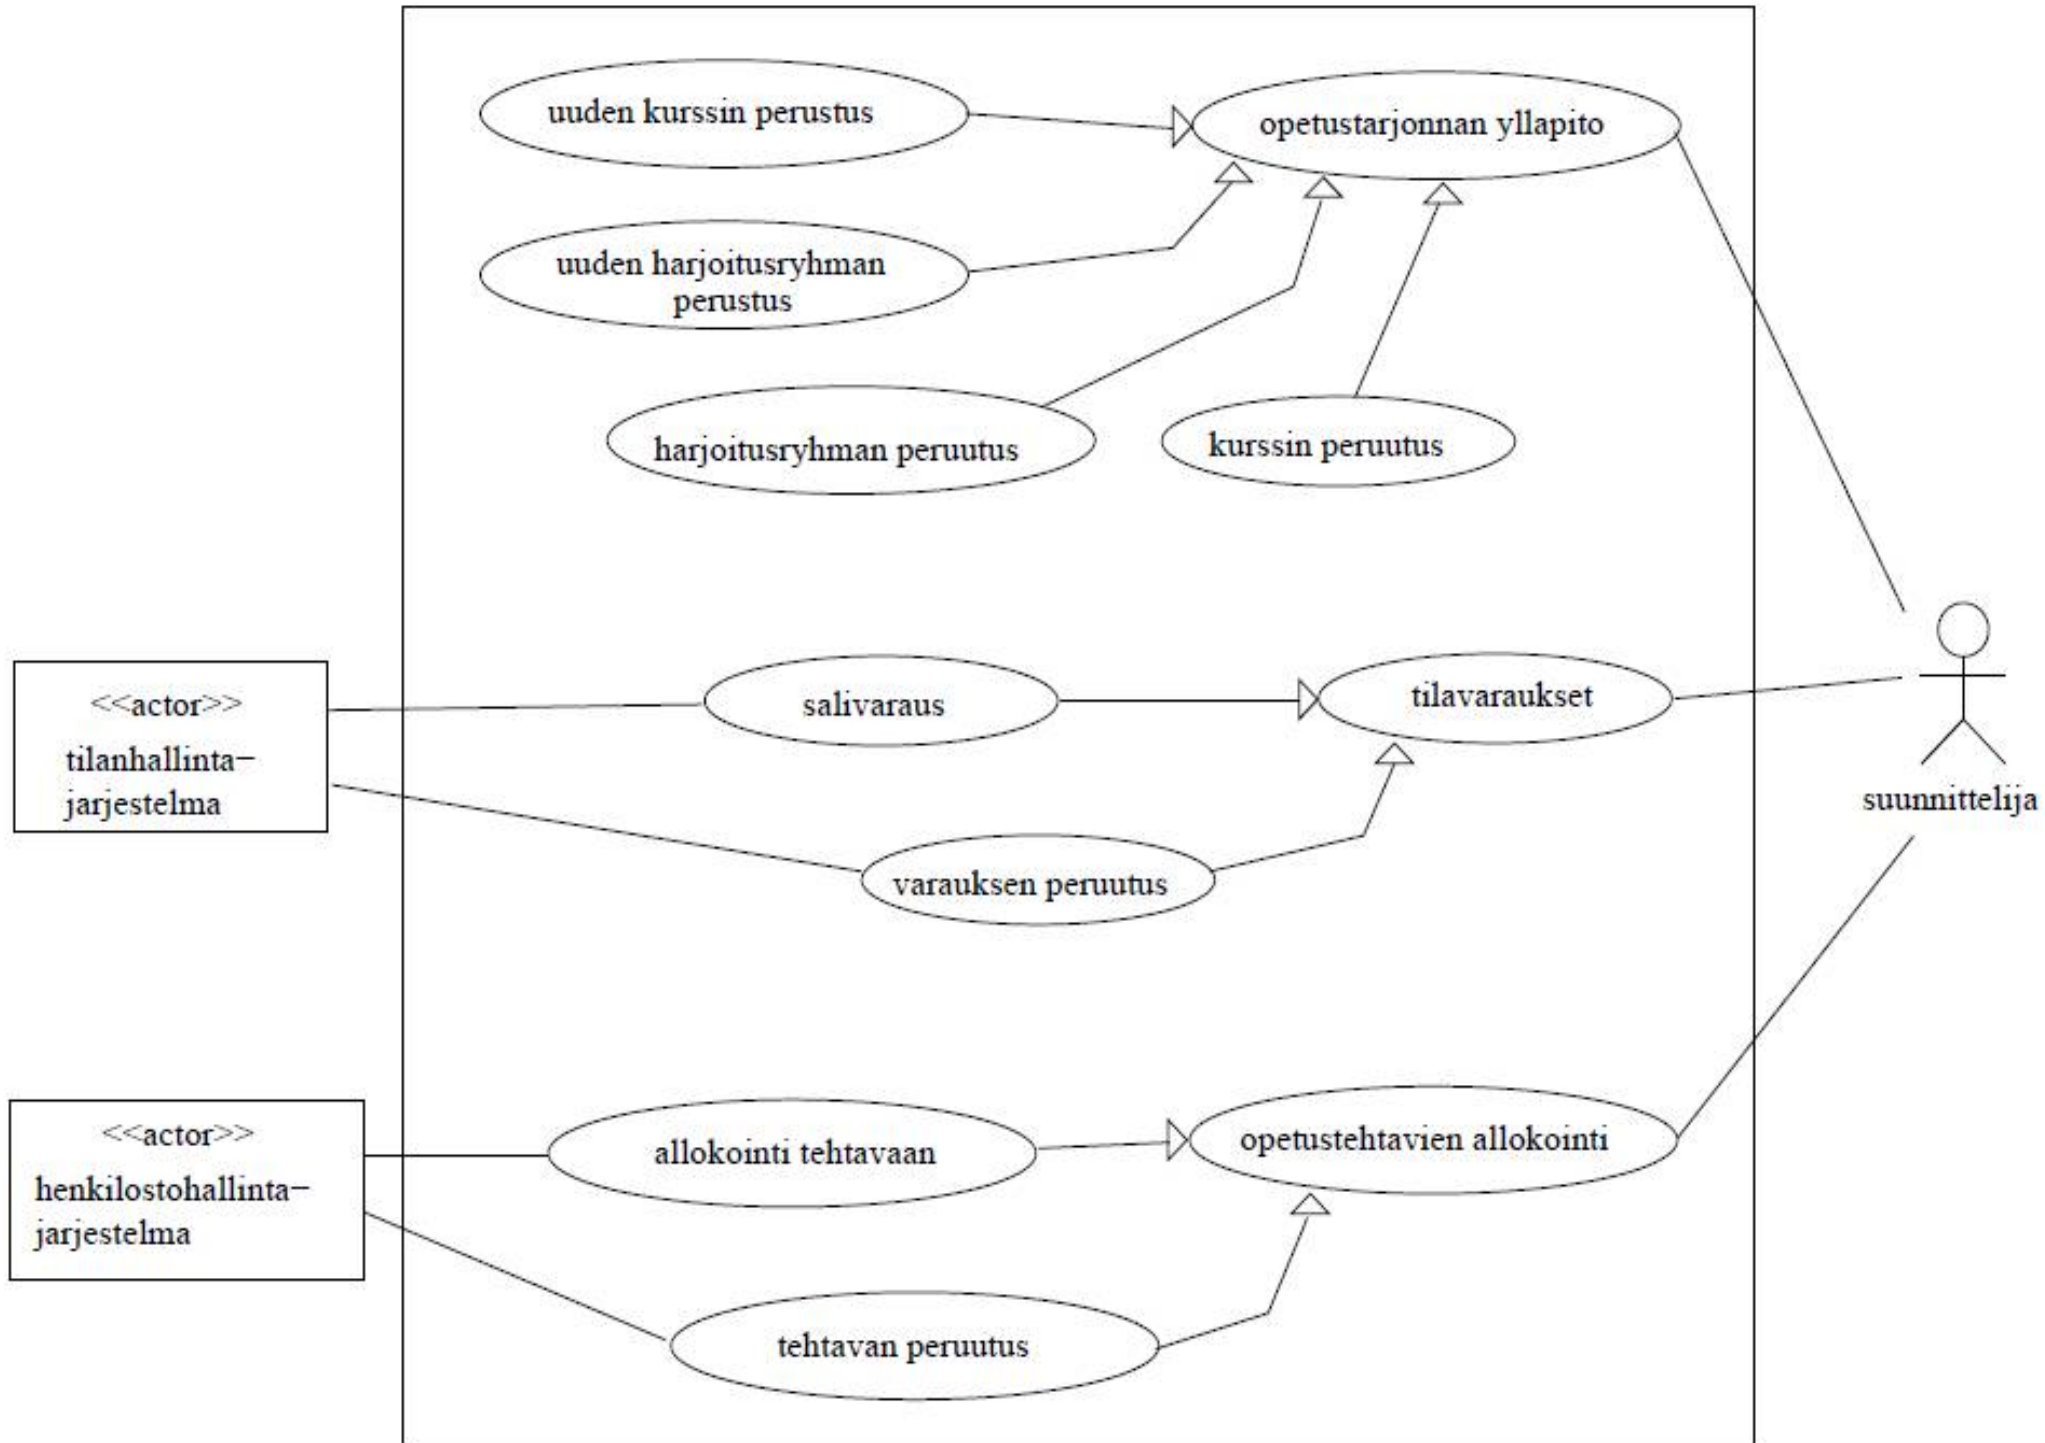 uuden kurssin perustus
opetustarjonnan yllapito
uuden harjoitusryhman
perustus
harjoitusryhman peruutus
kurssin peruutus
<<actor>>
tilanhallinta−
jarjestelma
salivaraus
tilavaraukset
suunnittelija
varauksen peruutus
<<actor>>
henkilostohallinta−
jarjestelma
allokointi tehtavaan
opetustehtavien allokointi
tehtavan peruutus